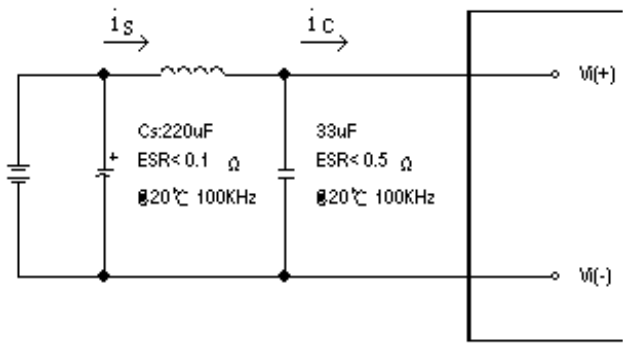 is
ic
Vi(+)
Cs:220uF
ESR<0.1 Ω
@20℃ 100KHz
+
33uF
ESR<0.5 Ω
@20℃ 100KHz
Vi(-)